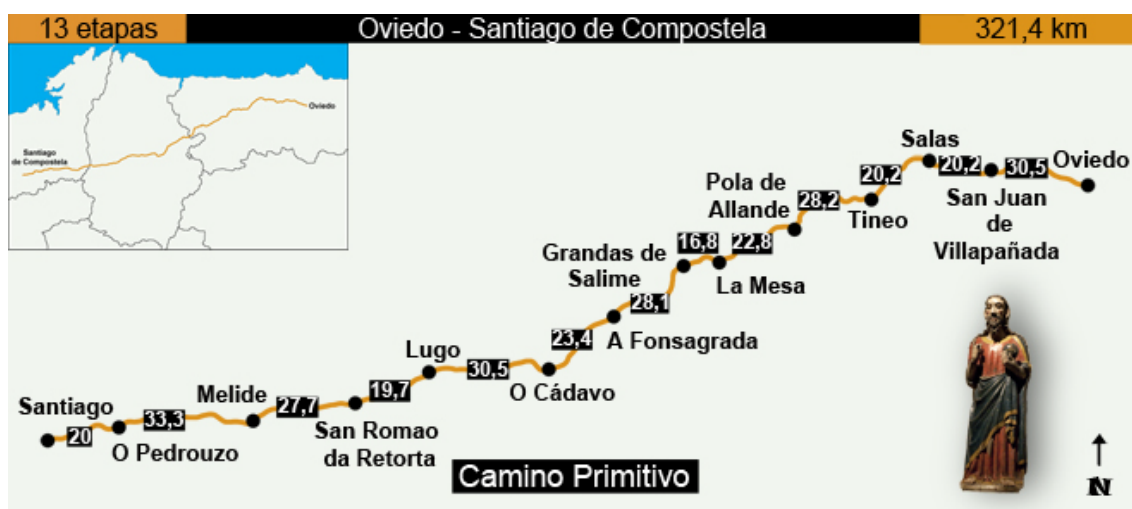 13 etapas
Oviedo - Santiago de Compostela
321,4 km
Oviedo
Santiago
de Compostela
Salas
Oviedo
20,2
20,2
30,5
Pola de
Allande
28,2
Tineo
San Juan
de
Villapañada
Grandas de
Salime
16,8
22,8
La Mesa
28,1
A Fonsagrada
23,4
Lugo
30,5
O Cádavo
Melide
27,7
19,7
San Romao
da Retorta
Santiago
20
33,3
O Pedrouzo
Camino Primitivo
N